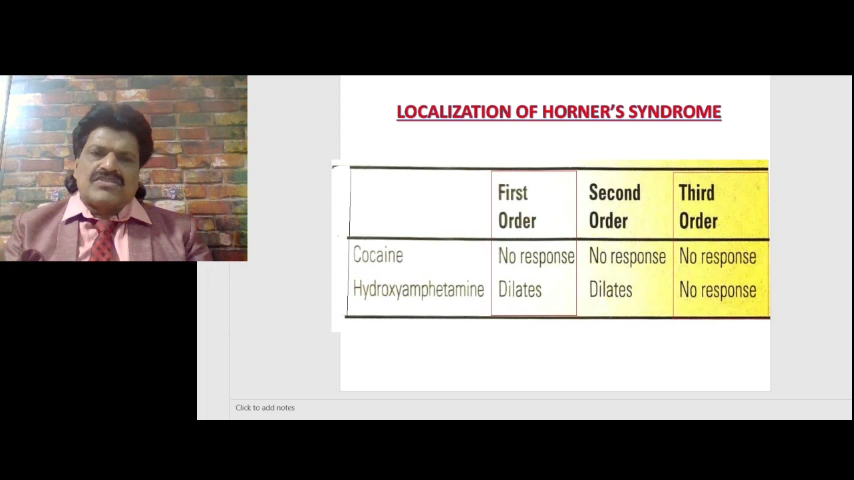 LOCALIZATION OF HORNER'S SYNDROME
First Order Second Order Third Order
Cocaine No response No response No response
Hydroxyamphetamine Dilates Dilates No response
Click to add notes